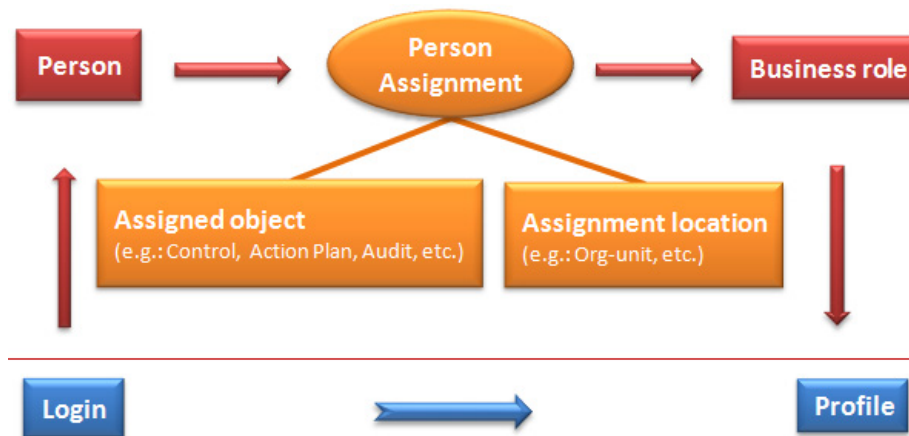 Person
Person
Assignment
Business role
Assigned object
(e.g.: Control, Action Plan, Audit, etc.)
Assignment location
(e.g.: Org-unit, etc.)
Login
Profile